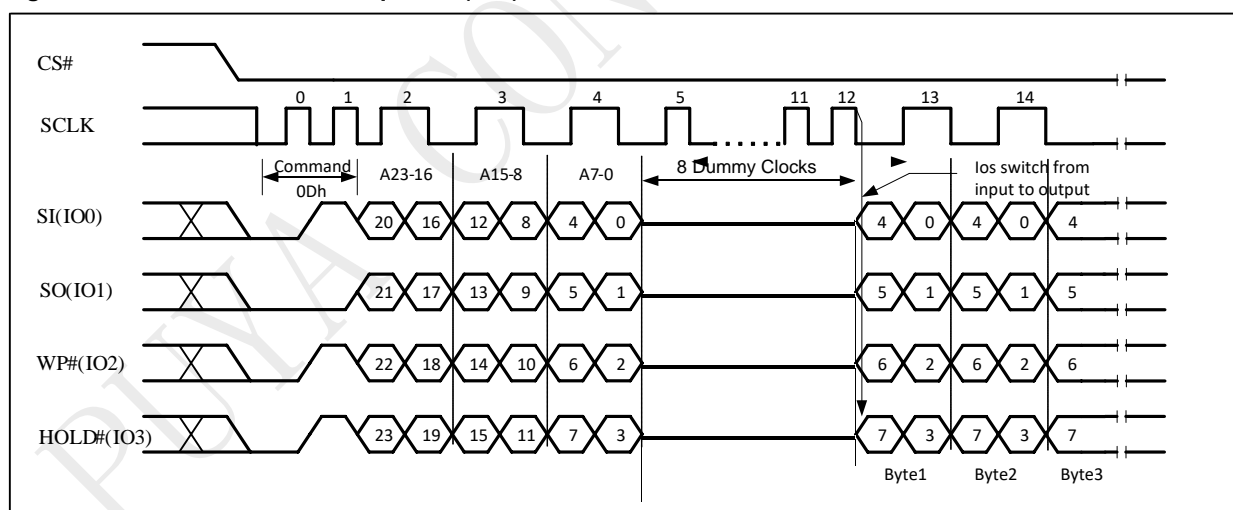 CS#
0 1 2 3 4 5 11 12 13 14
SCLK
Command
0Dh
A23-16 A15-8 A7-0
8 Dummy Clocks
Ios switch from
input to output
SI(IO0)
20 16 12 8 4 0 4 0 4 0 4
SO(IO1)
21 17 13 9 5 1 5 1 5 1 5
WP#(IO2)
22 18 14 10 6 2 6 2 6 2 6
HOLD#(IO3)
23 19 15 11 7 3 7 3 7 3 7
Byte1 Byte2 Byte3
PUYA CON